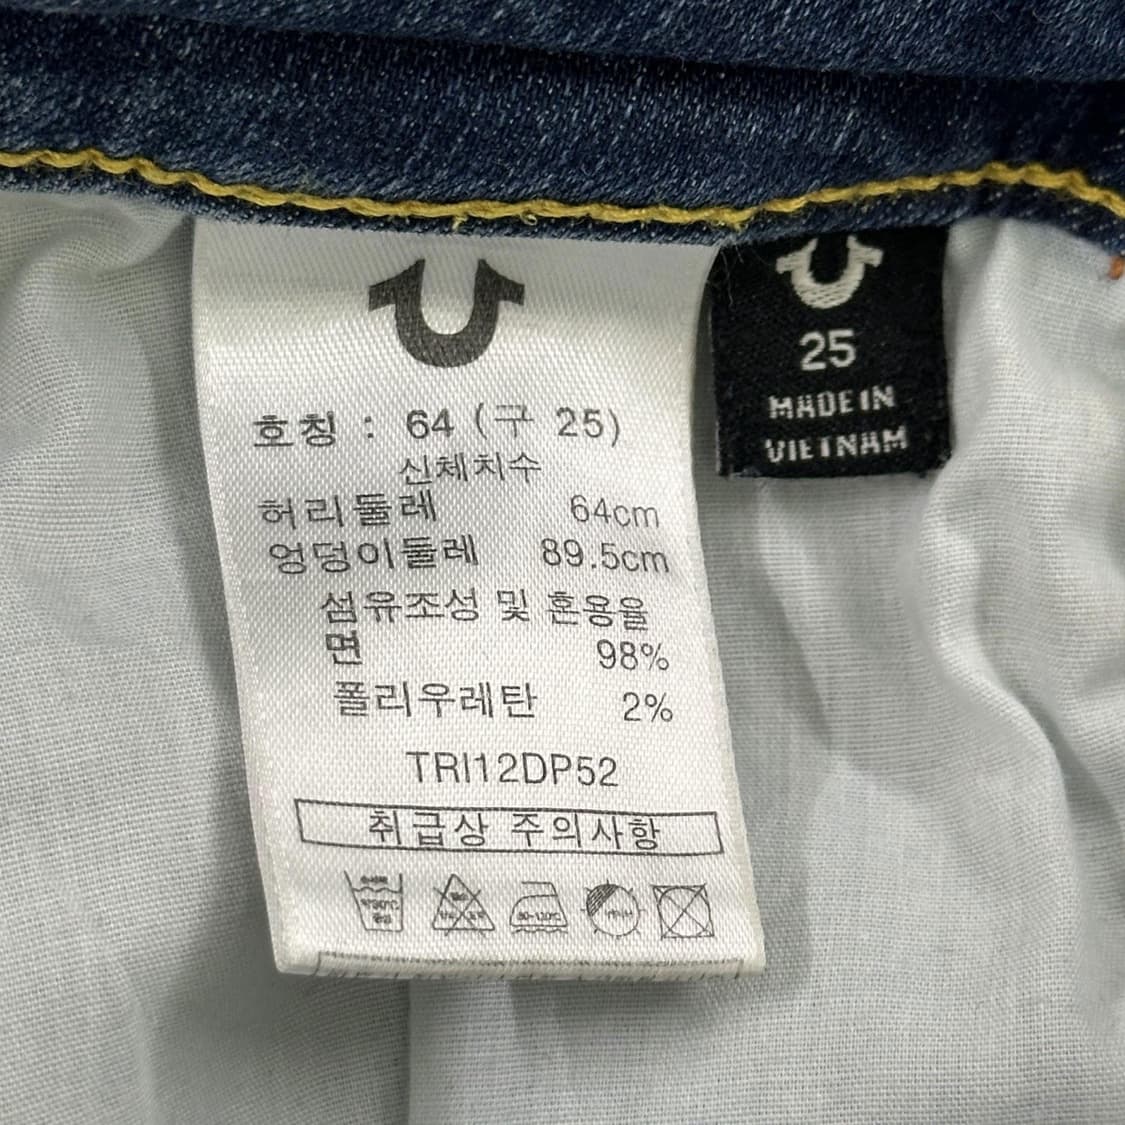 호칭 : 64 (구 25)
신체치수
허리둘레 64cm
엉덩이둘레 89.5cm
섬유조성 및 혼용율
면 98%
폴리우레탄 2%
TRI12DP52
취급상 주의사항
80~120℃
25
MADE IN
VIETNAM